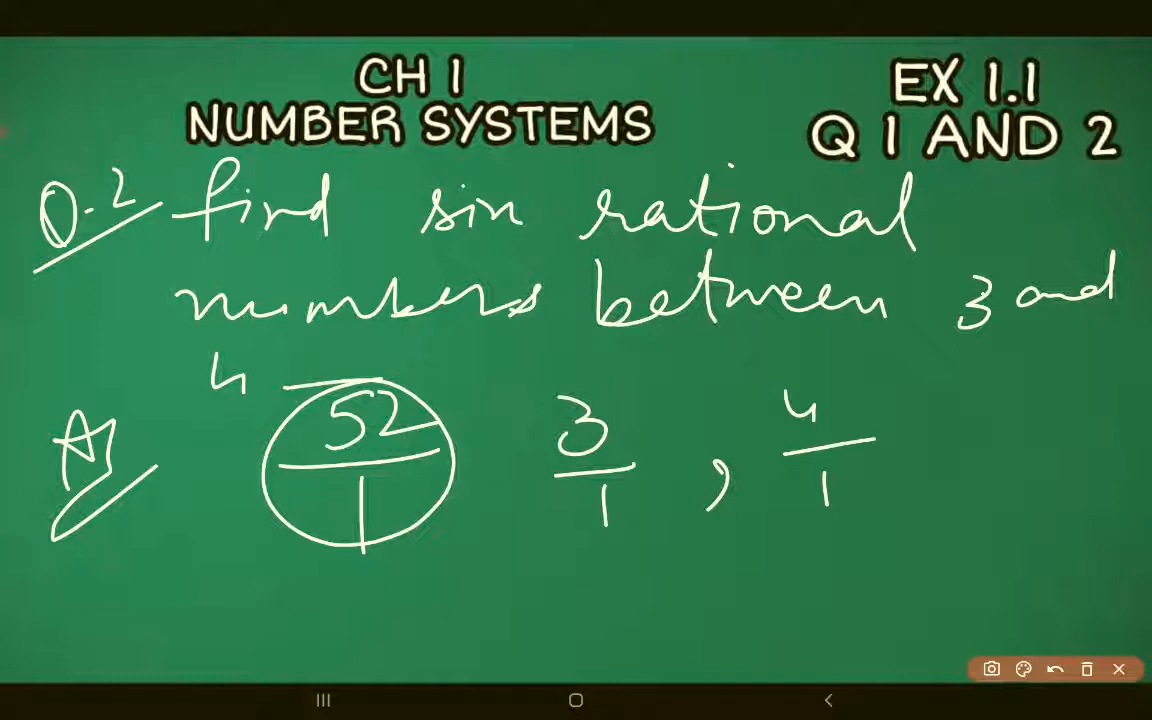 CH 1
NUMBER SYSTEMS
EX 1.1
Q 1 AND 2
Q.2 find six rational
numbers between 3 and
4
A 52/1 3/1 , 4/1